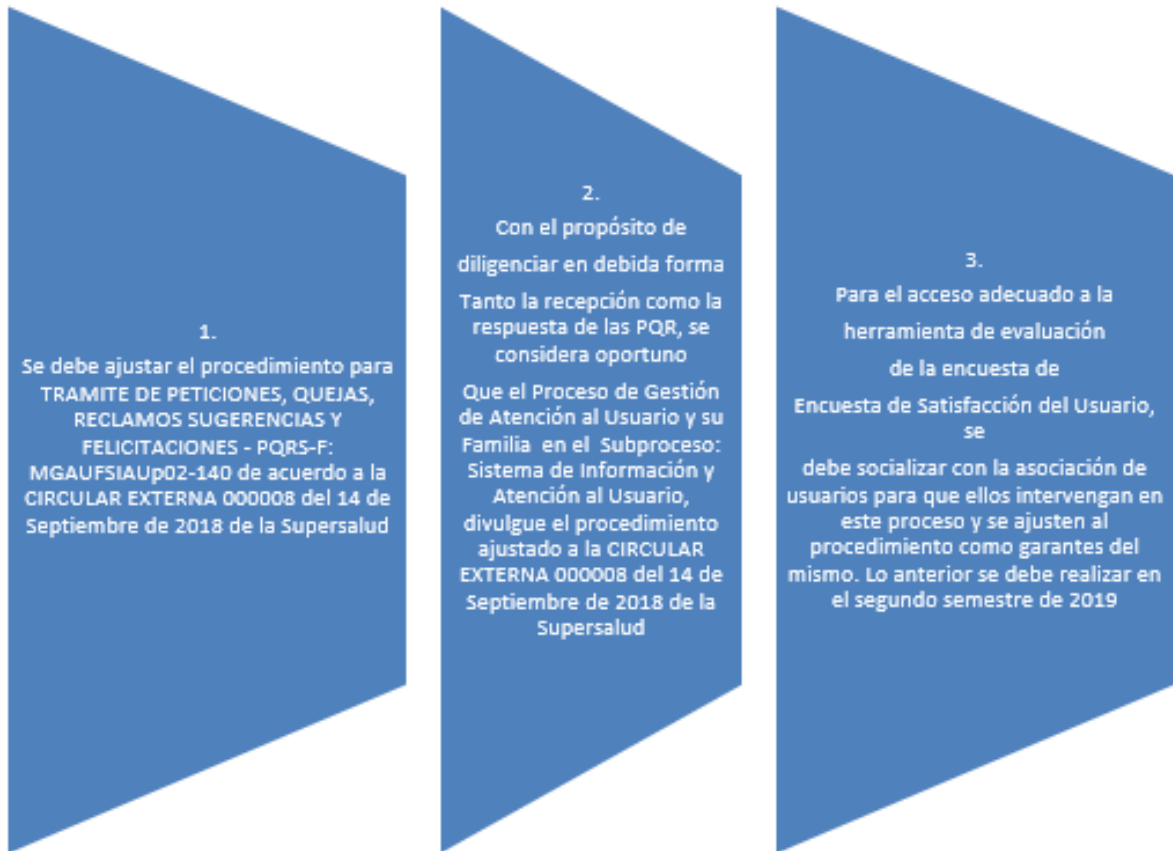 1.
Se debe ajustar el procedimiento para
TRAMITE DE PETICIONES, QUEJAS,
RECLAMOS SUGERENCIAS Y
FELICITACIONES - PQRS-F:
MGAUFSIAUp02-140 de acuerdo a la
CIRCULAR EXTERNA 000008 del 14 de
Septiembre de 2018 de la Supersalud
2.
Con el propósito de
diligenciar en debida forma
Tanto la recepción como la
respuesta de las PQR, se
considera oportuno
Que el Proceso de Gestión
de Atención al Usuario y su
Familia en el Subproceso:
Sistema de Información y
Atención al Usuario,
divulgue el procedimiento
ajustado a la CIRCULAR
EXTERNA 000008 del 14 de
Septiembre de 2018 de la
Supersalud
3.
Para el acceso adecuado a la
herramienta de evaluación
de la encuesta de
Encuesta de Satisfacción del Usuario,
se
debe socializar con la asociación de
usuarios para que ellos intervengan en
este proceso y se ajusten al
procedimiento como garantes del
mismo. Lo anterior se debe realizar en
el segundo semestre de 2019